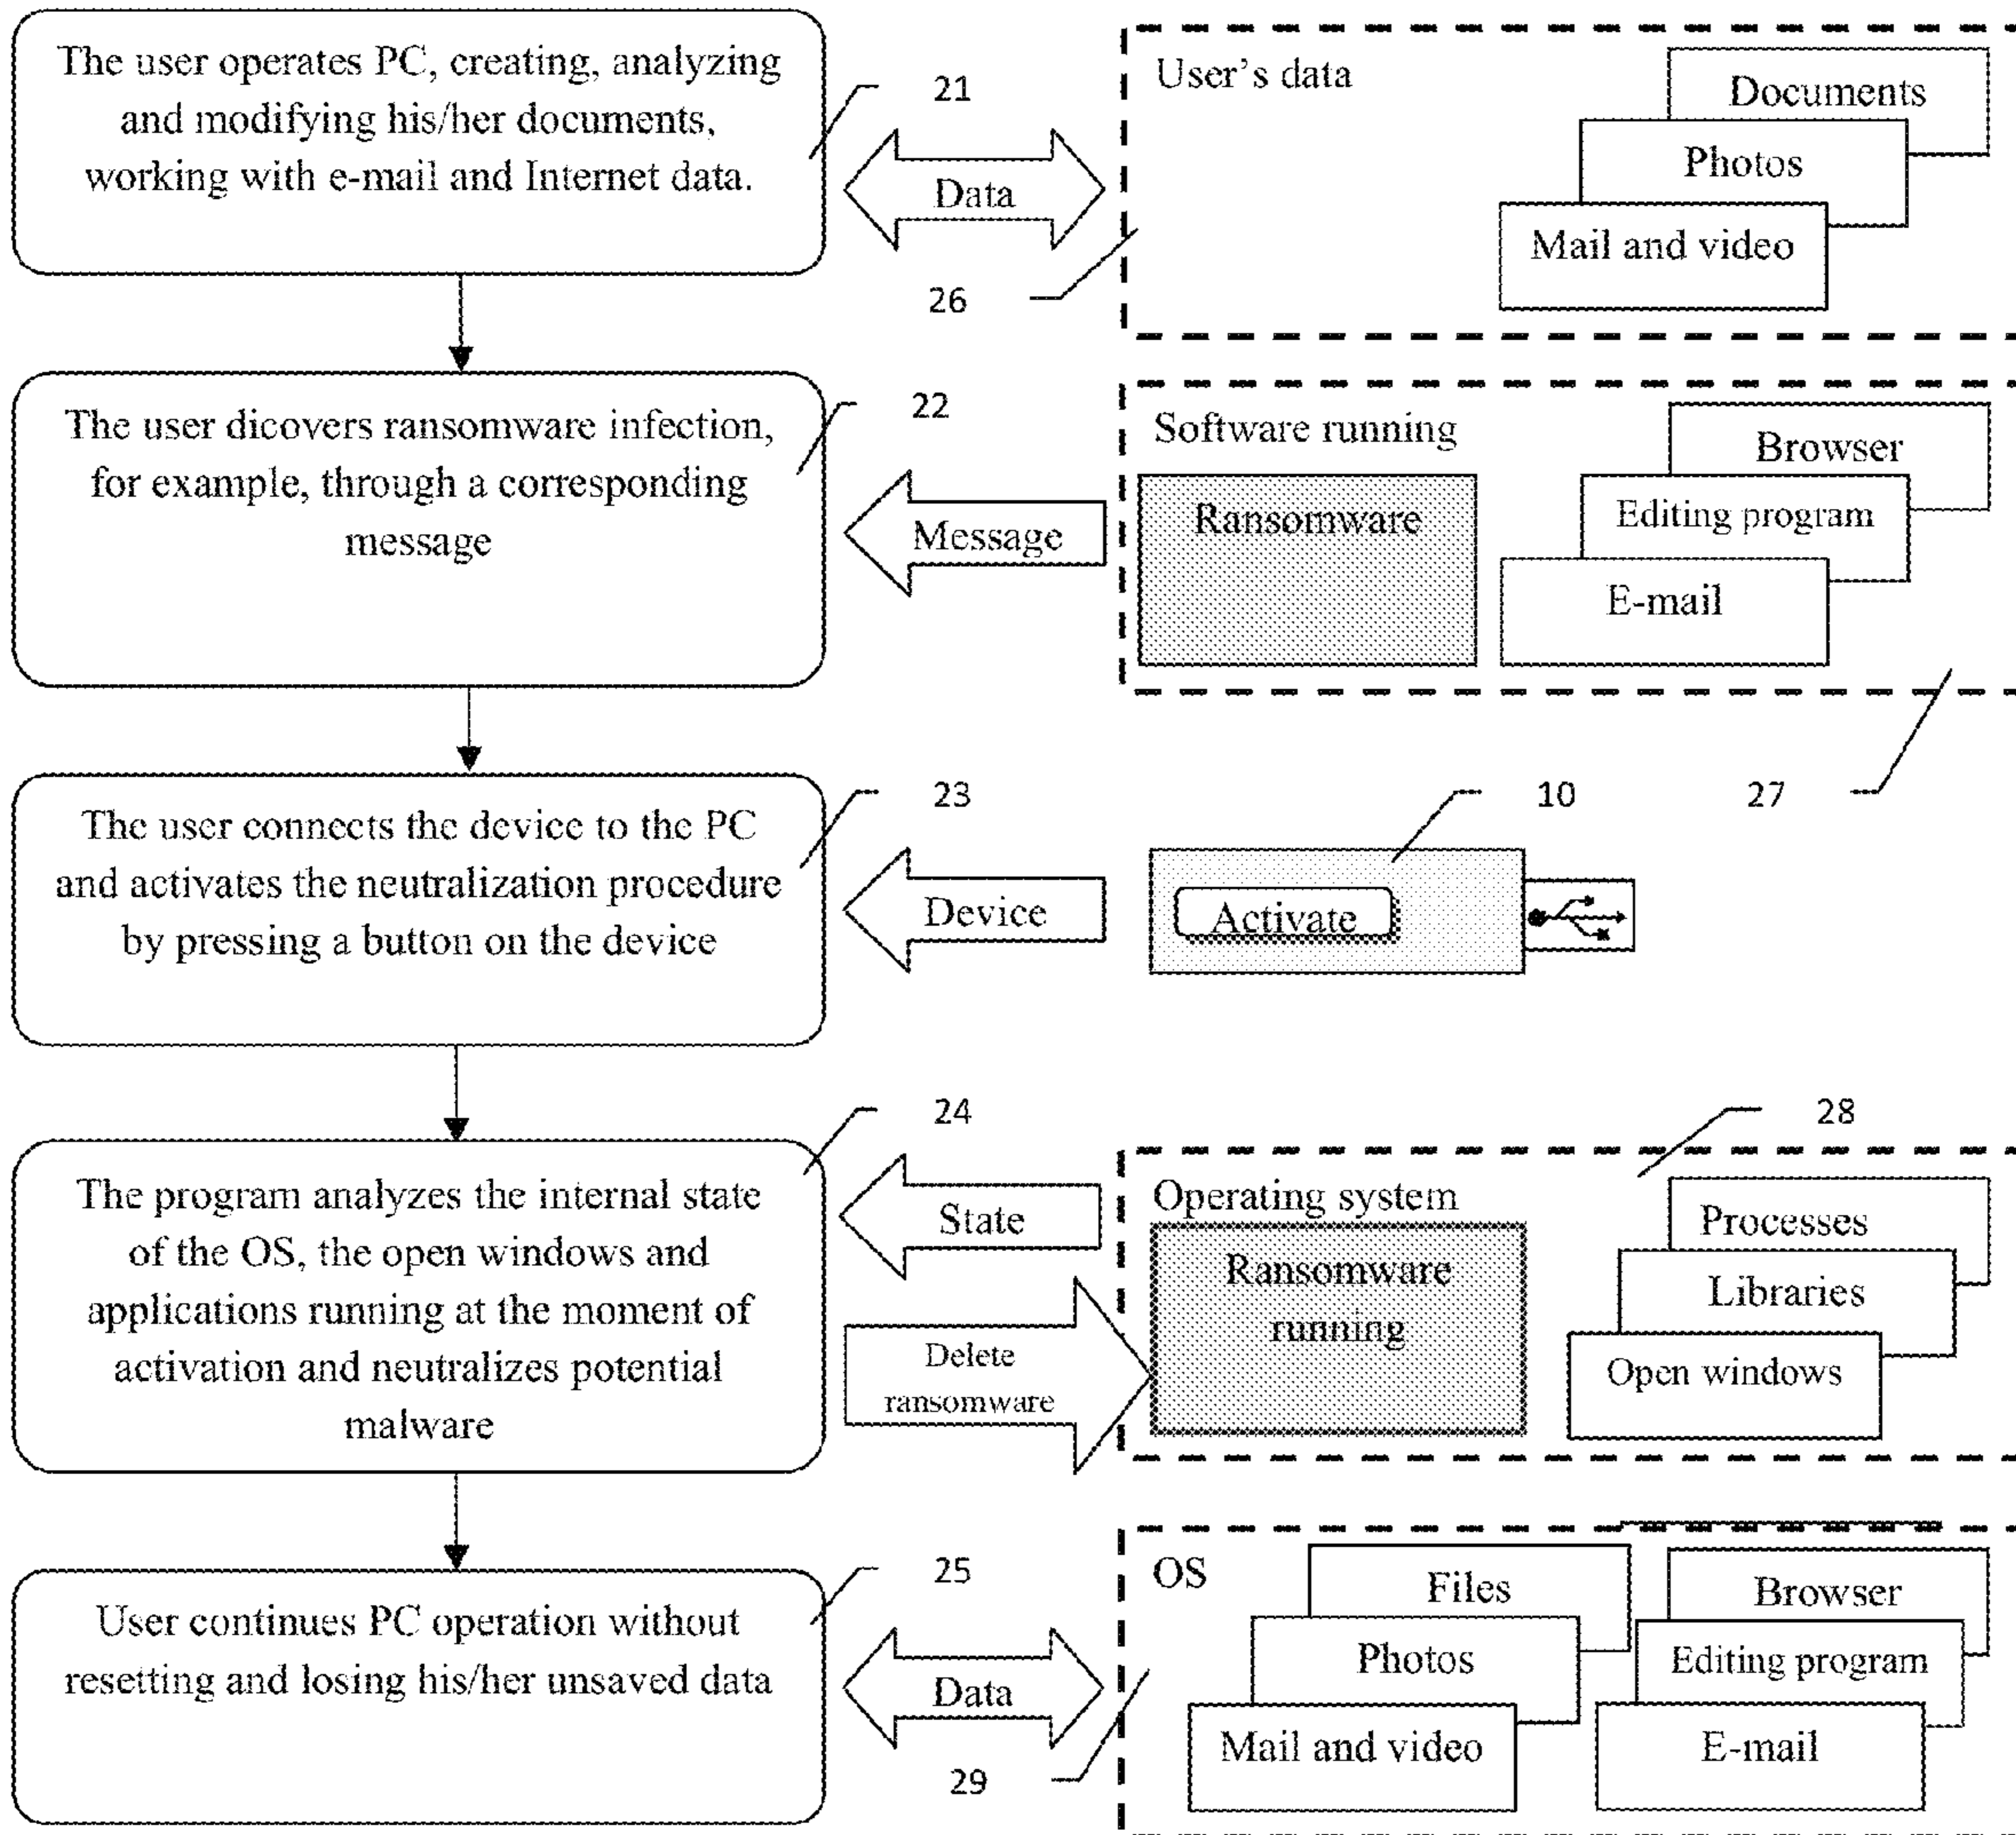 The user operates PC, creating, analyzing
and modifying his/her documents,
working with e-mail and Internet data.
21
Data
26
User's data
Documents
Photos
Mail and video
The user dicovers ransomware infection,
for example, through a corresponding
message
22
Message
Software running
Ransomware
Browser
Editing program
E-mail
27
The user connects the device to the PC
and activates the neutralization procedure
by pressing a button on the device
23
Device
10
Activate
The program analyzes the internal state
of the OS, the open windows and
applications running at the moment of
activation and neutralizes potential
malware
24
State
Delete
ransomware
28
Operating system
Ransomware
running
Processes
Libraries
Open windows
User continues PC operation without
resetting and losing his/her unsaved data
25
Data
29
OS
Files
Photos
Mail and video
Browser
Editing program
E-mail